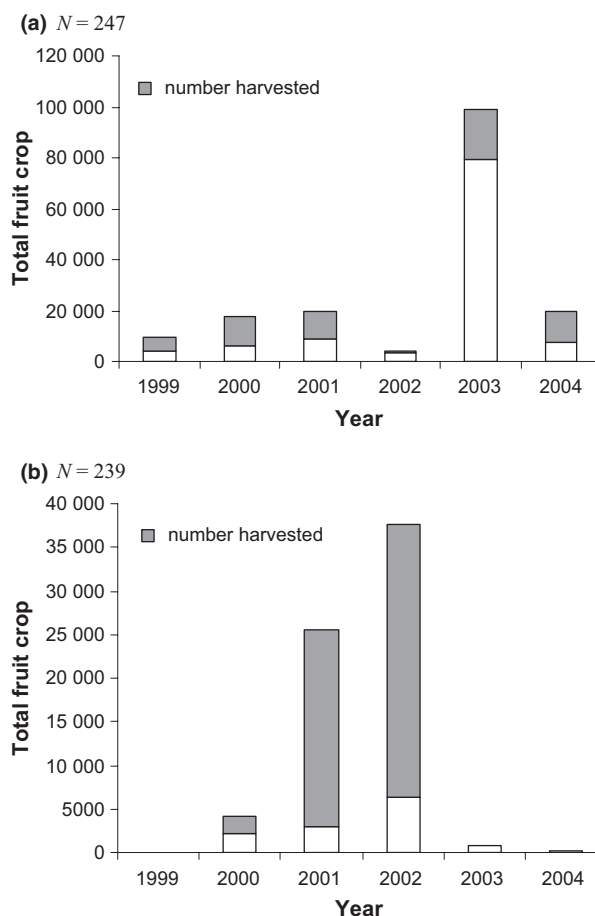 (a) N = 247
120 000
number harvested
100 000
80 000
60 000
40 000
20 000
0
Total fruit crop
1999 2000 2001 2002 2003 2004
Year
(b) N = 239
40 000
number harvested
35 000
30 000
25 000
20 000
15 000
10 000
5000
0
Total fruit crop
1999 2000 2001 2002 2003 2004
Year